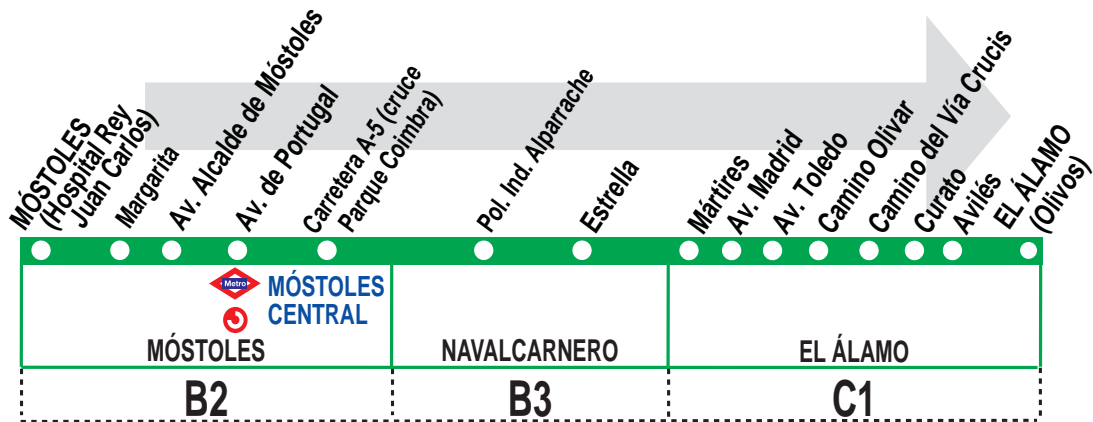 MÓSTOLES
(Hospital Rey
Juan Carlos)
Margarita
Av. Alcalde de Móstoles
Av. de Portugal
Carretera A-5 (cruce
Parque Coimbra)
Pol. Ind. Alparrache
Estrella
Mártires
Av. Madrid
Av. Toledo
Camino Olivar
Camino del Vía Crucis
Curato
Avilés
EL ÁLAMO
(Olivos)
Metro
MÓSTOLES
CENTRAL
MÓSTOLES
NAVALCARNERO
EL ÁLAMO
B2
B3
C1